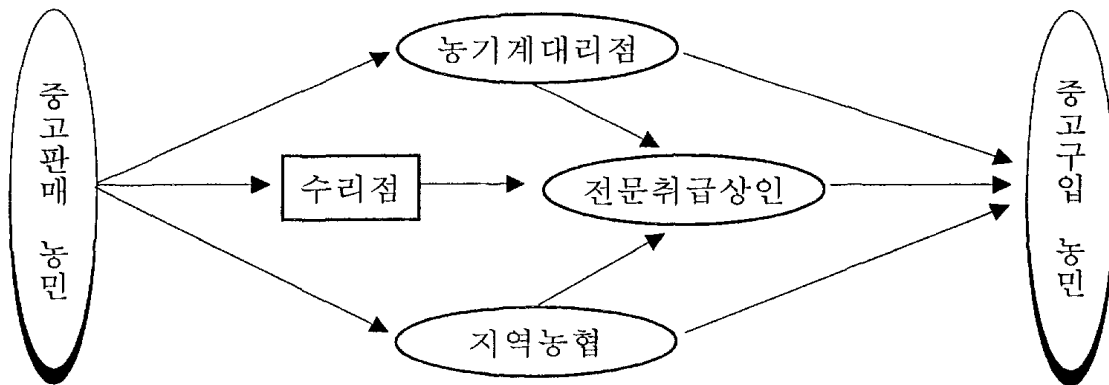 중고판매 농민
농기계대리점
수리점
전문취급상인
지역농협
중고구입 농민